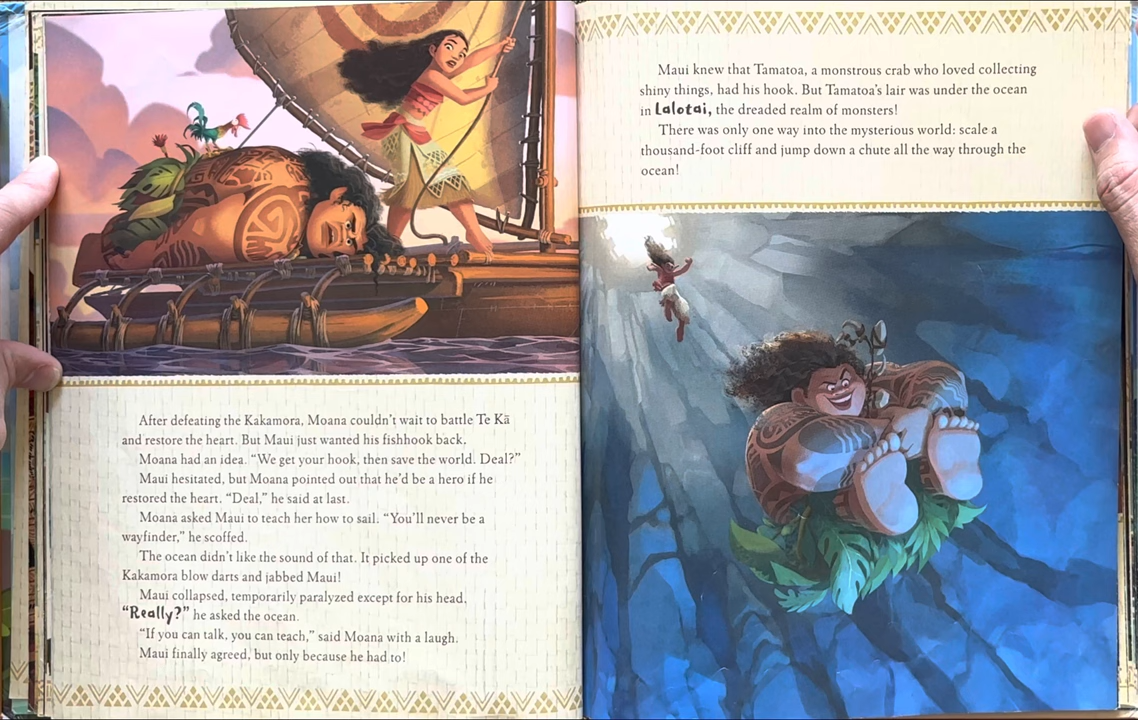 After defeating the Kakamora, Moana couldn't wait to battle Te Kā
and restore the heart. But Maui just wanted his fishhook back.
Moana had an idea. “We get your hook, then save the world. Deal?”
Maui hesitated, but Moana pointed out that he'd be a hero if he
restored the heart. “Deal,” he said at last.
Moana asked Maui to teach her how to sail. “You'll never be a
wayfinder,” he scoffed.
The ocean didn't like the sound of that. It picked up one of the
Kakamora blow darts and jabbed Maui!
Maui collapsed, temporarily paralyzed except for his head.
“Really?” he asked the ocean.
“If you can talk, you can teach,” said Moana with a laugh.
Maui finally agreed, but only because he had to!
Maui knew that Tamatoa, a monstrous crab who loved collecting
shiny things, had his hook. But Tamatoa's lair was under the ocean
in Lalotai, the dreaded realm of monsters!
There was only one way into the mysterious world: scale a
thousand-foot cliff and jump down a chute all the way through the
ocean!